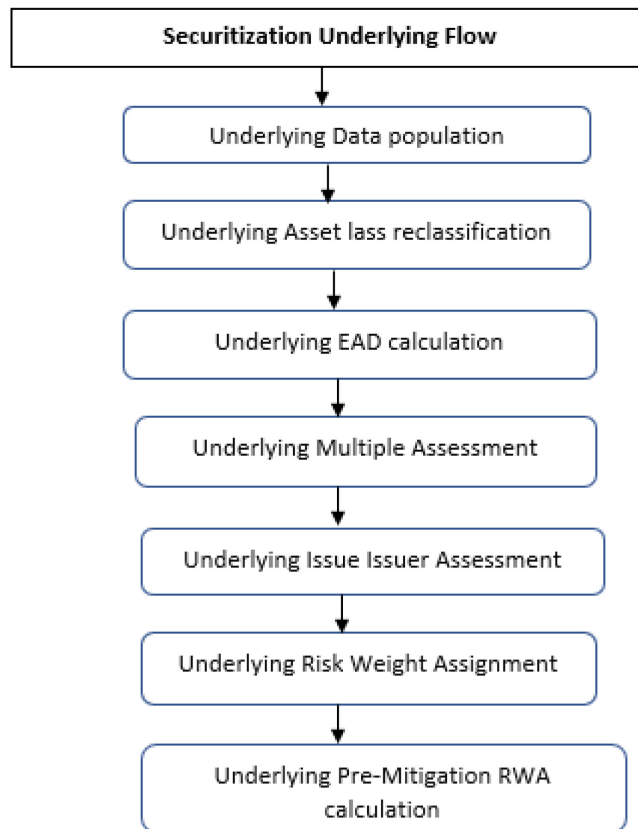 Securitization Underlying Flow
Underlying Data population
Underlying Asset lass reclassification
Underlying EAD calculation
Underlying Multiple Assessment
Underlying Issue Issuer Assessment
Underlying Risk Weight Assignment
Underlying Pre-Mitigation RWA
calculation